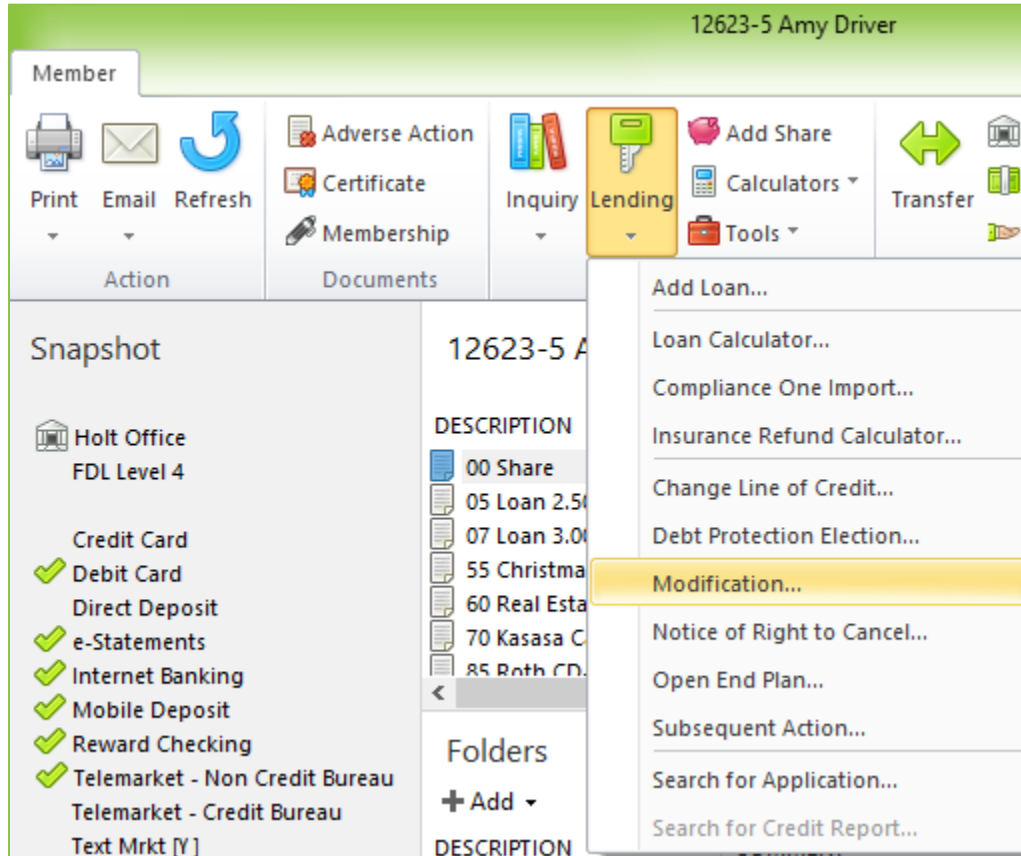 12623-5 Amy Driver
Member
Print
Email
Refresh
Action
Adverse Action
Certificate
Membership
Documents
Inquiry
Lending
Add Share
Calculators
Tools
Transfer
Add Loan...
Loan Calculator...
Compliance One Import...
Insurance Refund Calculator...
Change Line of Credit...
Debt Protection Election...
Modification...
Notice of Right to Cancel...
Open End Plan...
Subsequent Action...
Search for Application...
Search for Credit Report...
Snapshot
Holt Office
FDL Level 4
Credit Card
Debit Card
Direct Deposit
e-Statements
Internet Banking
Mobile Deposit
Reward Checking
Telemarket - Non Credit Bureau
Telemarket - Credit Bureau
Text Mrkt [Y]
12623-5 A
DESCRIPTION
00 Share
05 Loan 2.50
07 Loan 3.00
55 Christma
60 Real Esta
70 Kasasa C
85 Roth CD
Folders
+ Add
DESCRIPTION